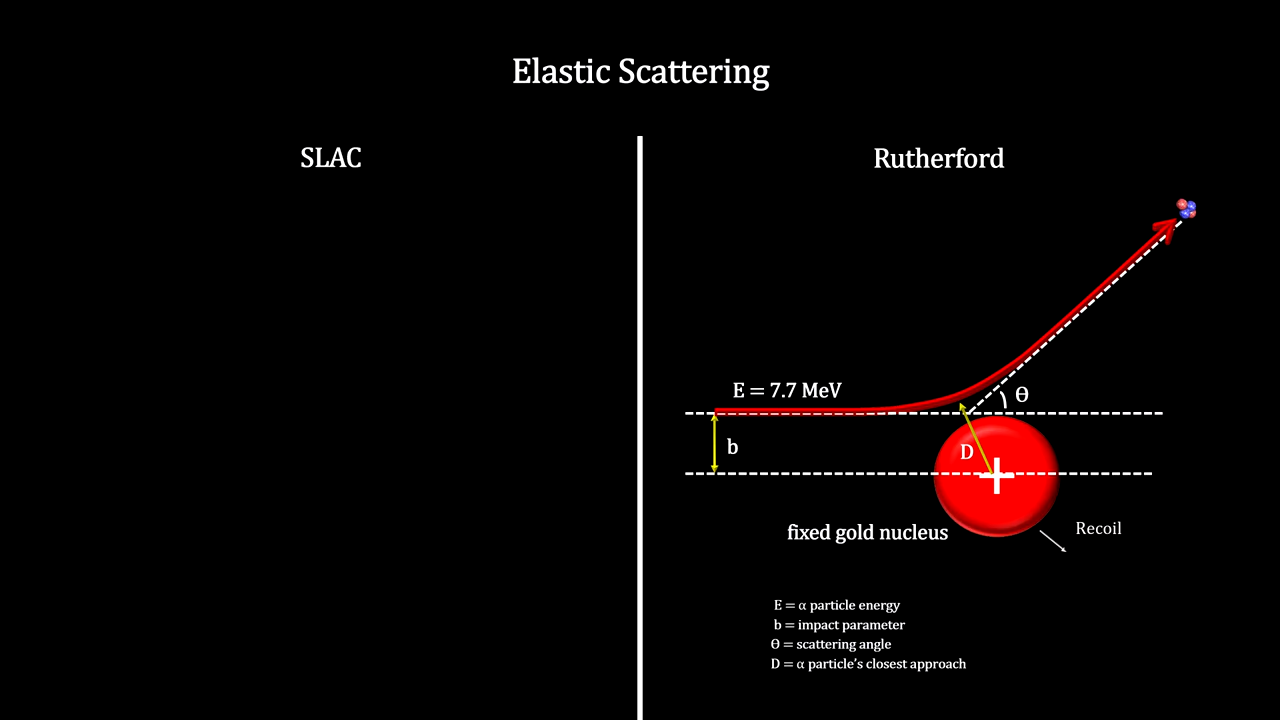 Elastic Scattering
SLAC
Rutherford
E = 7.7 MeV
θ
b
D
+
fixed gold nucleus
Recoil
E = α particle energy
b = impact parameter
θ = scattering angle
D = α particle’s closest approach